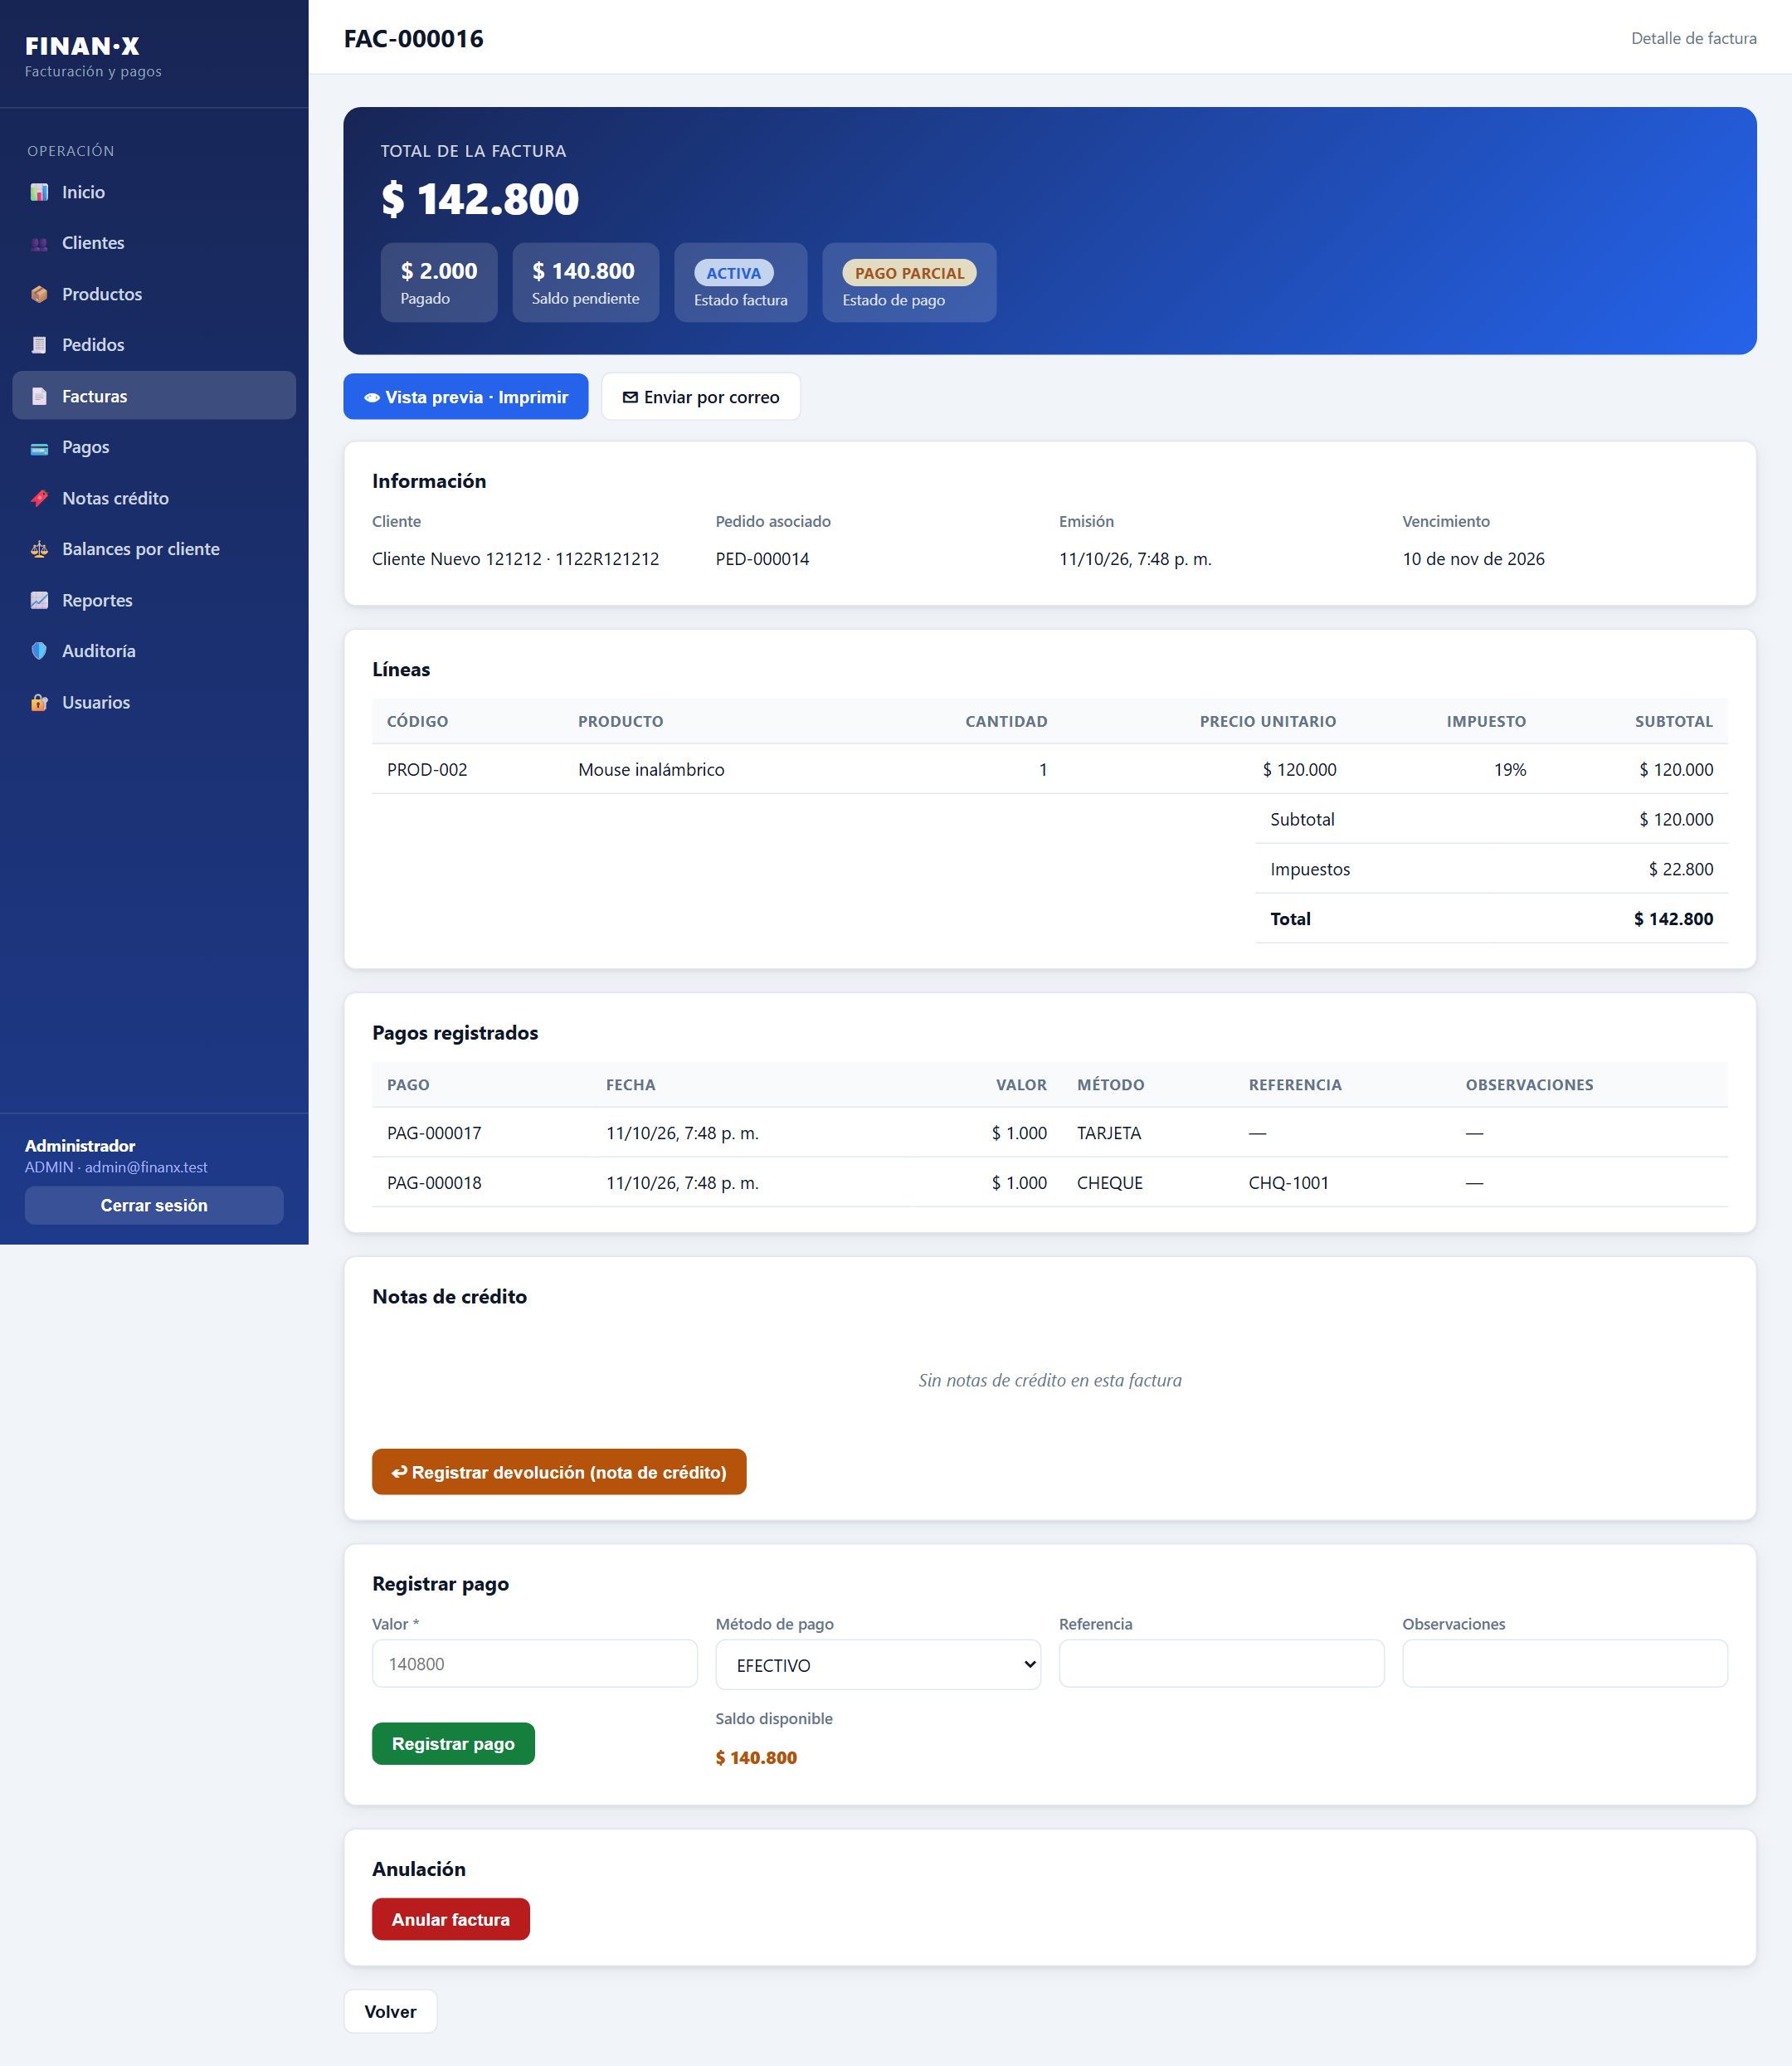 FINAN·X
Facturación y pagos
OPERACIÓN
Inicio
Clientes
Productos
Pedidos
Facturas
Pagos
Notas crédito
Balances por cliente
Reportes
Auditoría
Usuarios
Administrador
ADMIN · admin@finanx.test
Cerrar sesión
FAC-000016
Detalle de factura
TOTAL DE LA FACTURA
$ 142.800
$ 2.000
Pagado
$ 140.800
Saldo pendiente
ACTIVA
Estado factura
PAGO PARCIAL
Estado de pago
Vista previa · Imprimir
Enviar por correo
Información
Cliente
Cliente Nuevo 121212 · 1122R121212
Pedido asociado
PED-000014
Emisión
11/10/26, 7:48 p. m.
Vencimiento
10 de nov de 2026
Líneas
CÓDIGO PRODUCTO CANTIDAD PRECIO UNITARIO IMPUESTO SUBTOTAL
PROD-002 Mouse inalámbrico 1 $ 120.000 19% $ 120.000
Subtotal $ 120.000
Impuestos $ 22.800
Total $ 142.800
Pagos registrados
PAGO FECHA VALOR MÉTODO REFERENCIA OBSERVACIONES
PAG-000017 11/10/26, 7:48 p. m. $ 1.000 TARJETA — —
PAG-000018 11/10/26, 7:48 p. m. $ 1.000 CHEQUE CHQ-1001 —
Notas de crédito
Sin notas de crédito en esta factura
Registrar devolución (nota de crédito)
Registrar pago
Valor *
140800
Método de pago
EFECTIVO
Referencia
Observaciones
Registrar pago
Saldo disponible
$ 140.800
Anulación
Anular factura
Volver